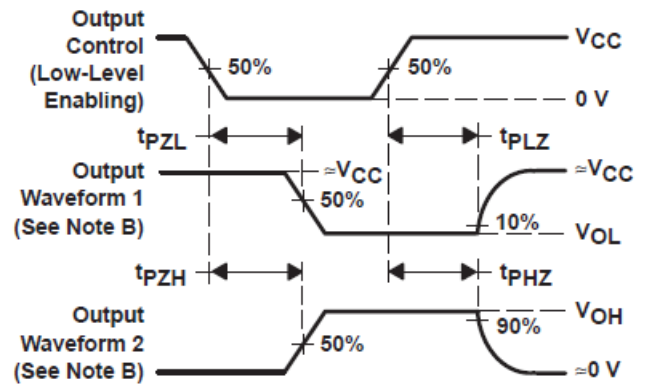 Output
Control
(Low-Level
Enabling)
50%
50%
VCC
0 V
tPZL
tPLZ
Output
Waveform 1
(See Note B)
≈VCC
50%
≈VCC
10%
VOL
tPZH
tPHZ
Output
Waveform 2
(See Note B)
50%
VOH
90%
≈0 V